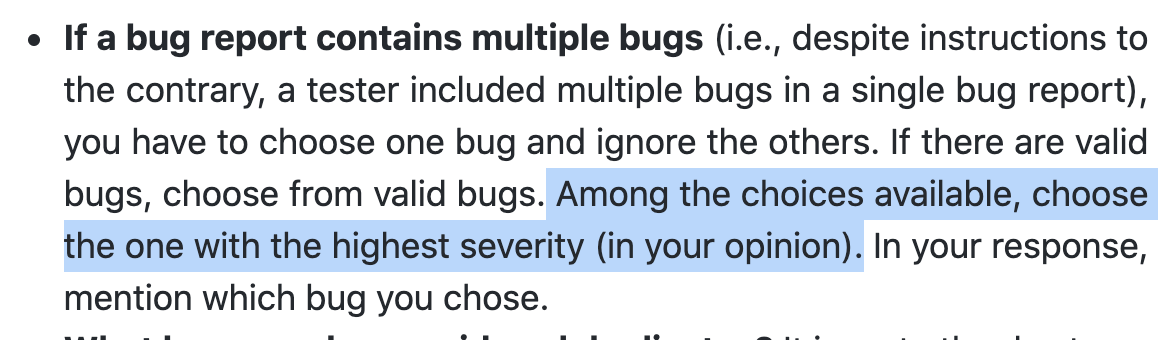 • If a bug report contains multiple bugs (i.e., despite instructions to
the contrary, a tester included multiple bugs in a single bug report),
you have to choose one bug and ignore the others. If there are valid
bugs, choose from valid bugs. Among the choices available, choose
the one with the highest severity (in your opinion). In your response,
mention which bug you chose.